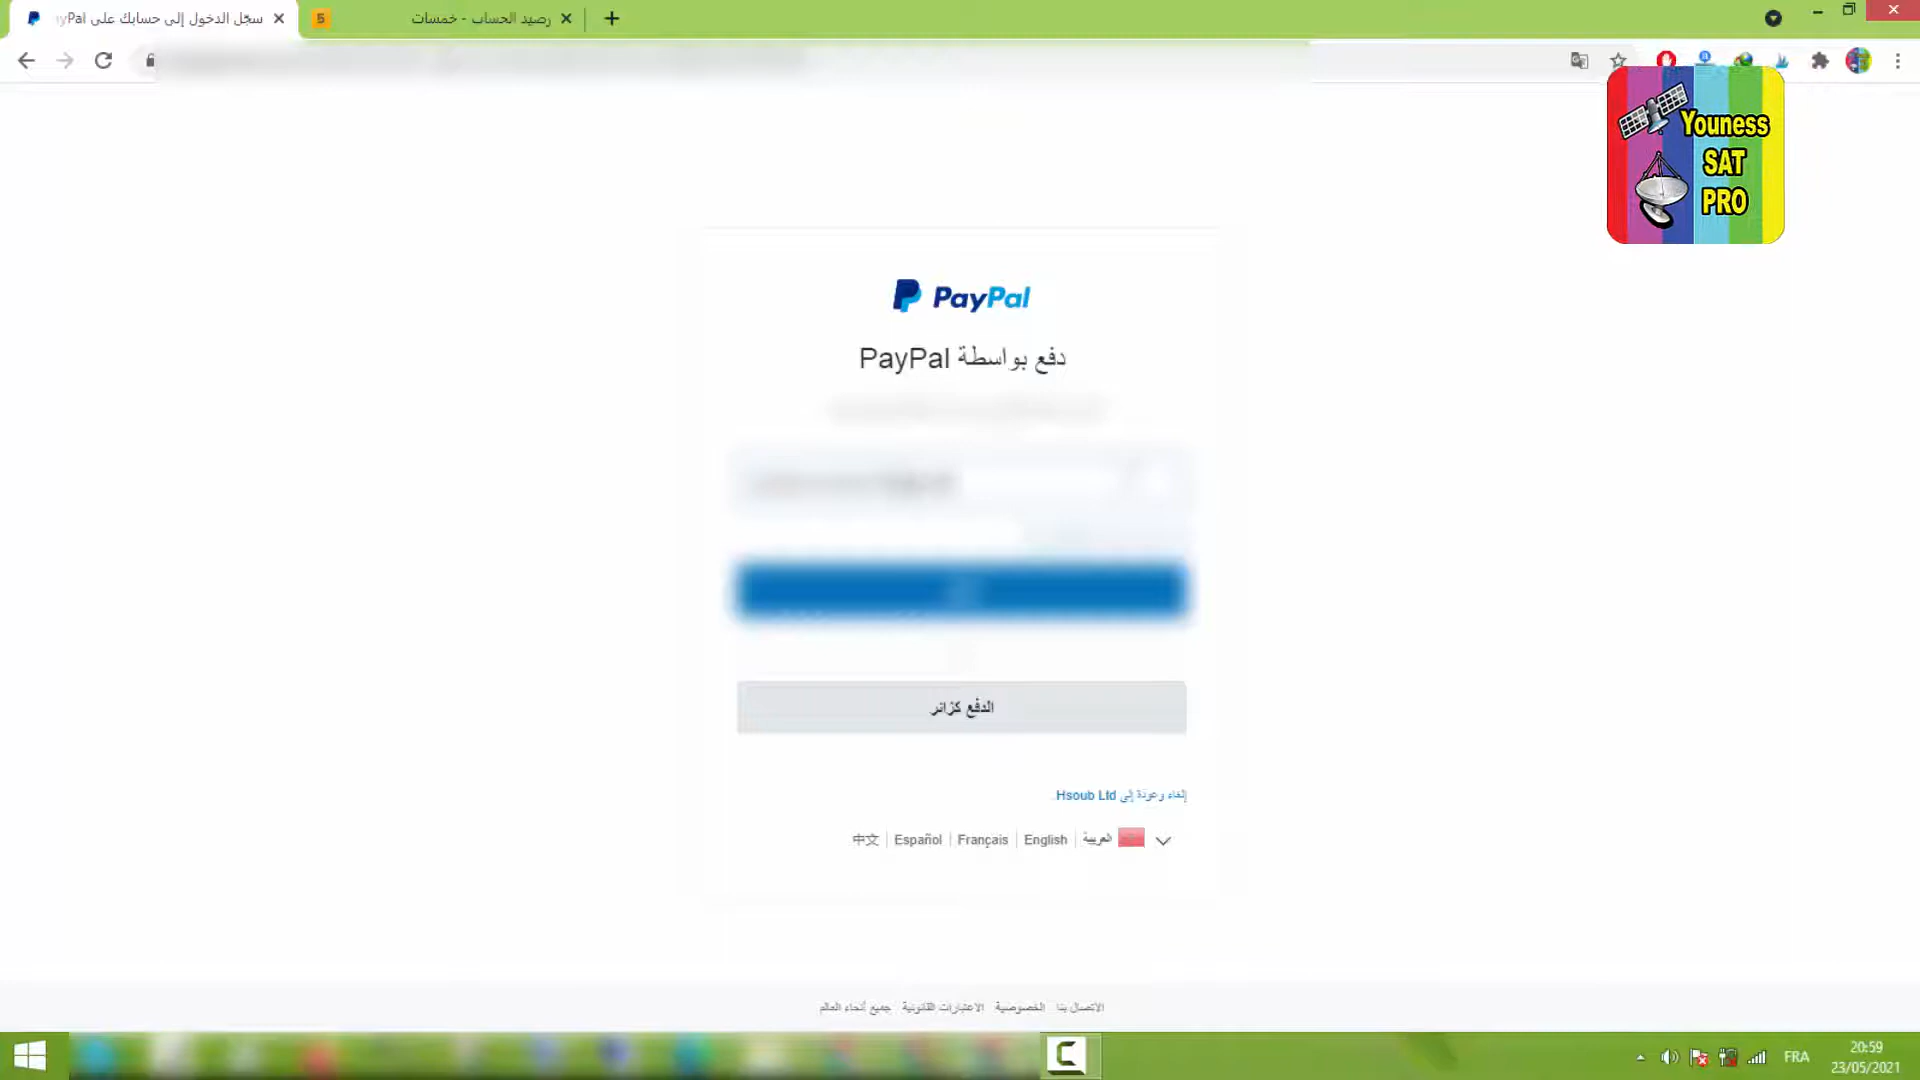 سجّل الدخول إلى حسابك على PayPal
5 رصيد الحساب - خمسات
Youness
SAT
PRO
PayPal
دفع بواسطة PayPal
الدفع كزائر
إلغاء وعودة إلى Hsoub Ltd
العربية English Français Español 中文
الاتصال بنا الخصوصية الاعتبارات القانونية جميع أنحاء العالم
FRA
20:59
23/05/2021